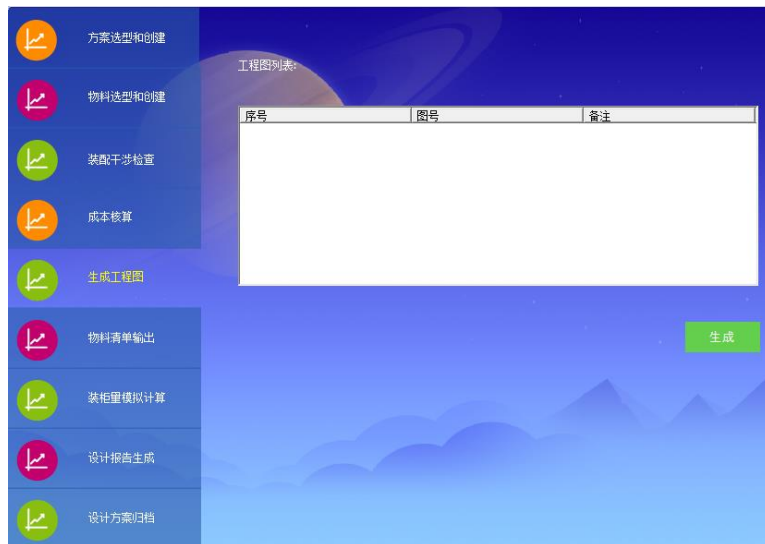 方案选型和创建
物料选型和创建
装配干涉检查
成本核算
生成工程图
物料清单输出
装柜量模拟计算
设计报告生成
设计方案归档
工程图列表:
序号 图号 备注
生成